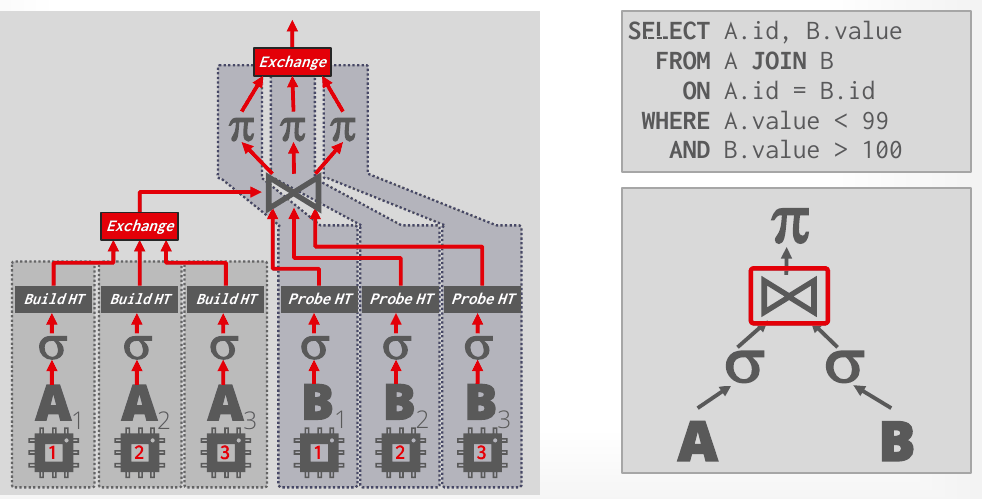 Exchange
π π π
Exchange
Build HT Build HT Build HT Probe HT Probe HT Probe HT
σ σ σ σ σ σ
A1 A2 A3 B1 B2 B3
1 2 3 1 2 3
SELECT A.id, B.value
FROM A JOIN B
ON A.id = B.id
WHERE A.value < 99
AND B.value > 100
π
⋈
σ σ
A B